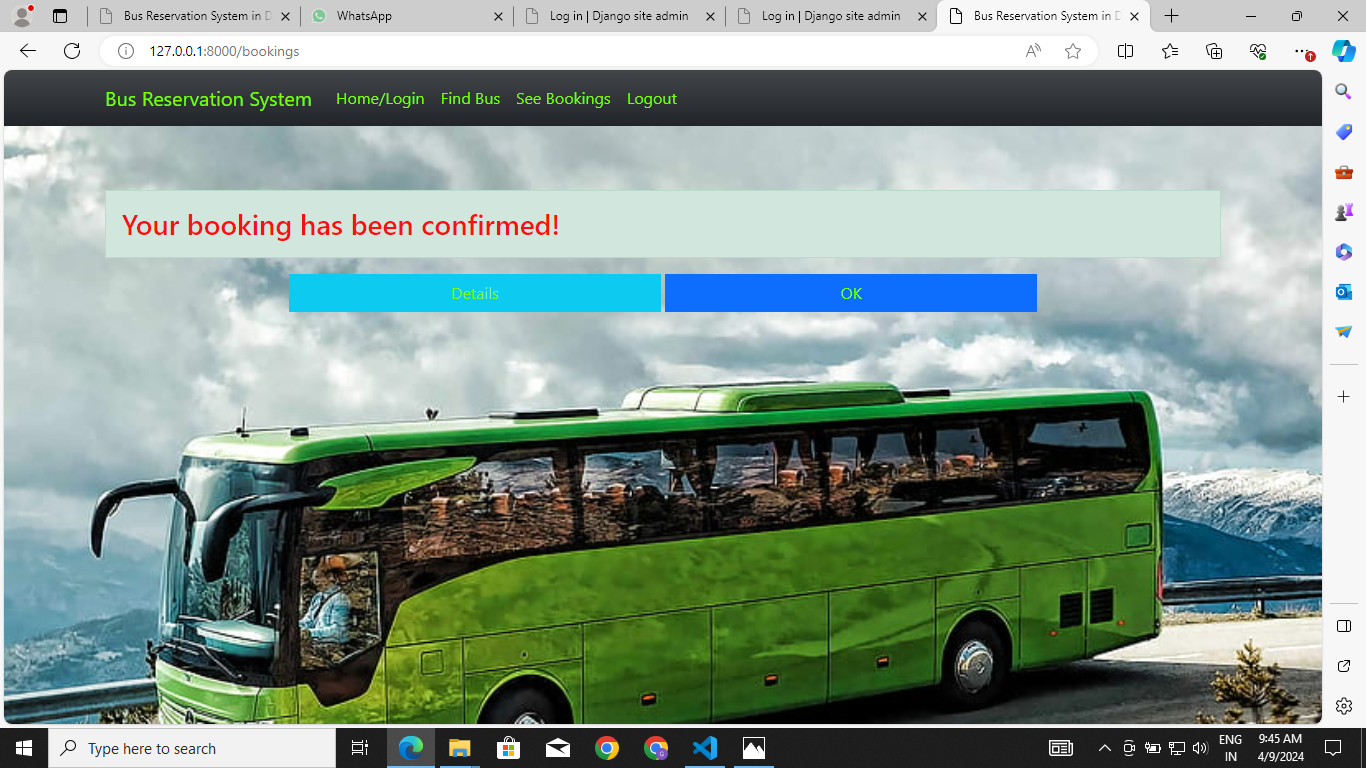 Bus Reservation System in D
WhatsApp
Log in | Django site admin
Log in | Django site admin
Bus Reservation System in D
127.0.0.1:8000/bookings
Bus Reservation System Home/Login Find Bus See Bookings Logout
Your booking has been confirmed!
Details OK
Type here to search
ENG 9:45 AM
IN 4/9/2024